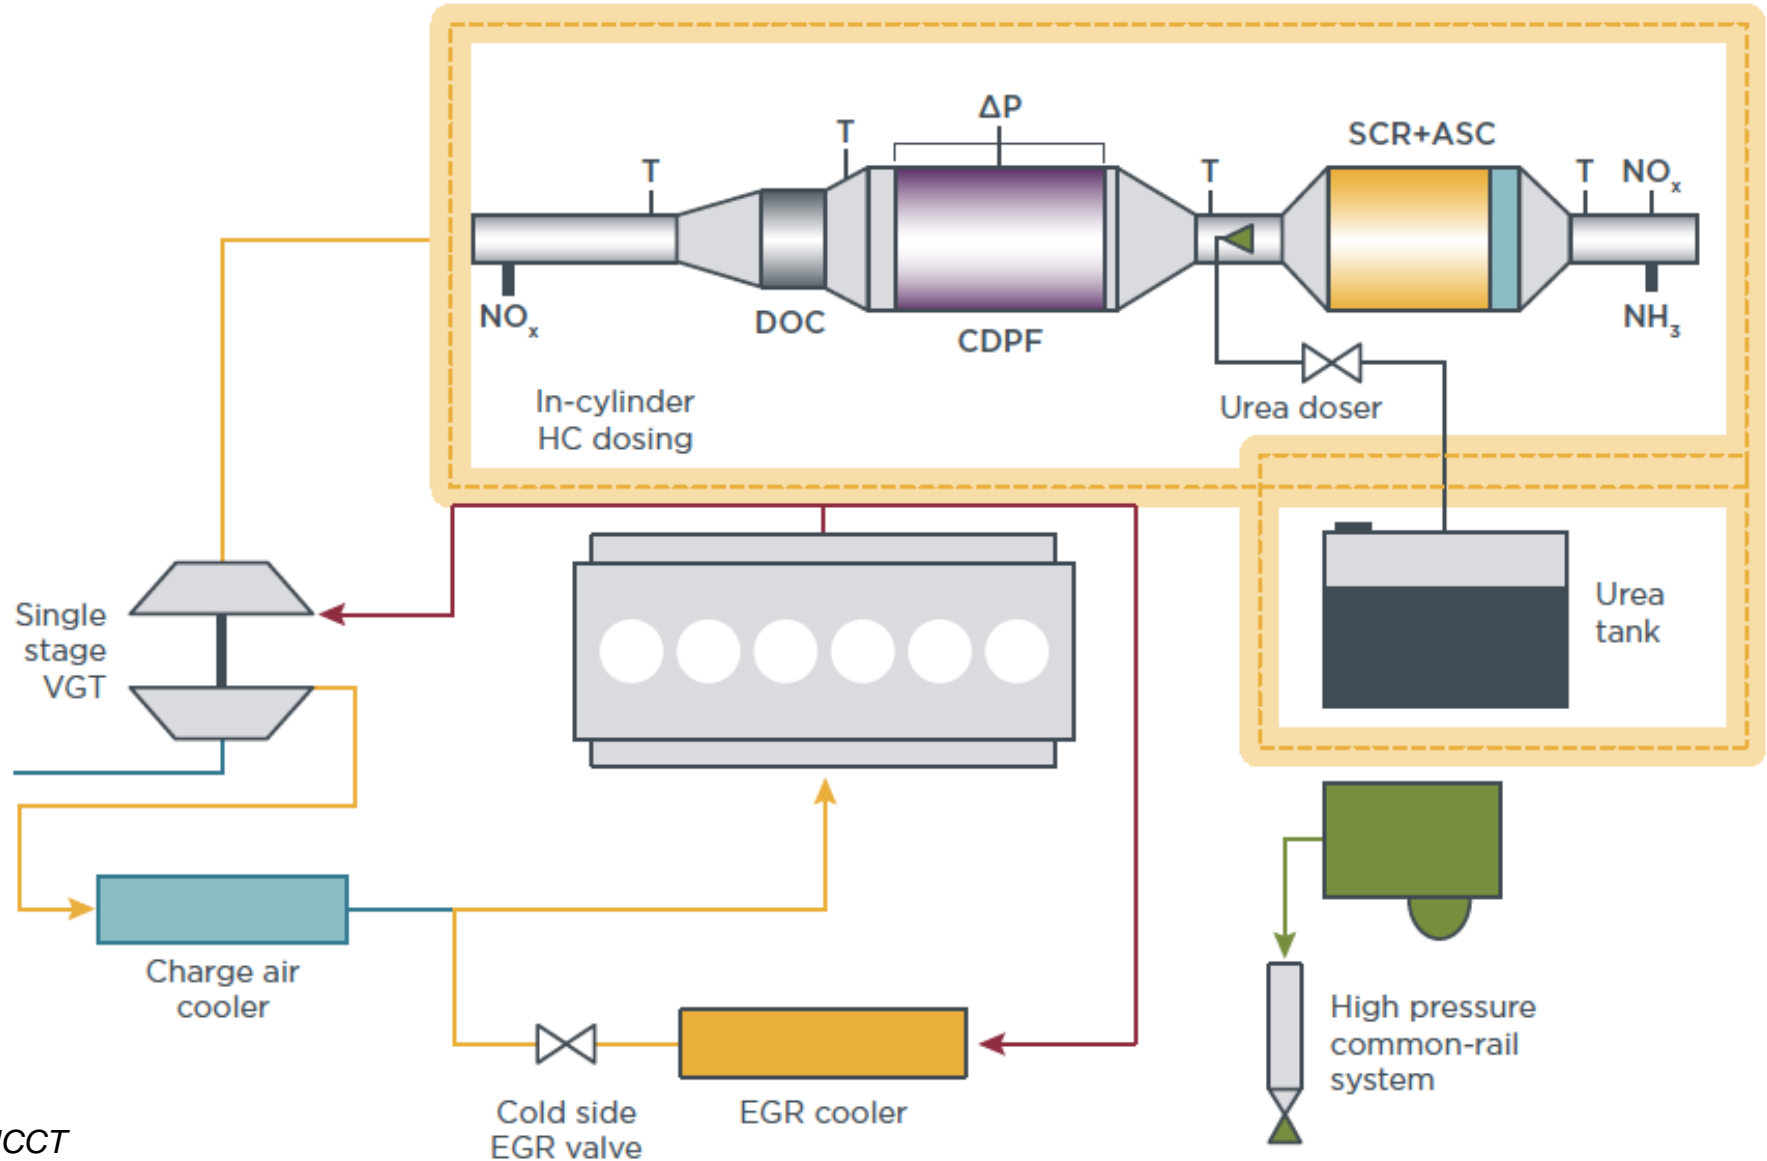 ΔP
T
SCR+ASC
T
T
T
NOₓ
NOₓ
DOC
CDPF
NH₃
In-cylinder
HC dosing
Urea doser
Single
stage
VGT
Urea
tank
Charge air
cooler
High pressure
common-rail
system
Cold side
EGR valve
EGR cooler
CCT